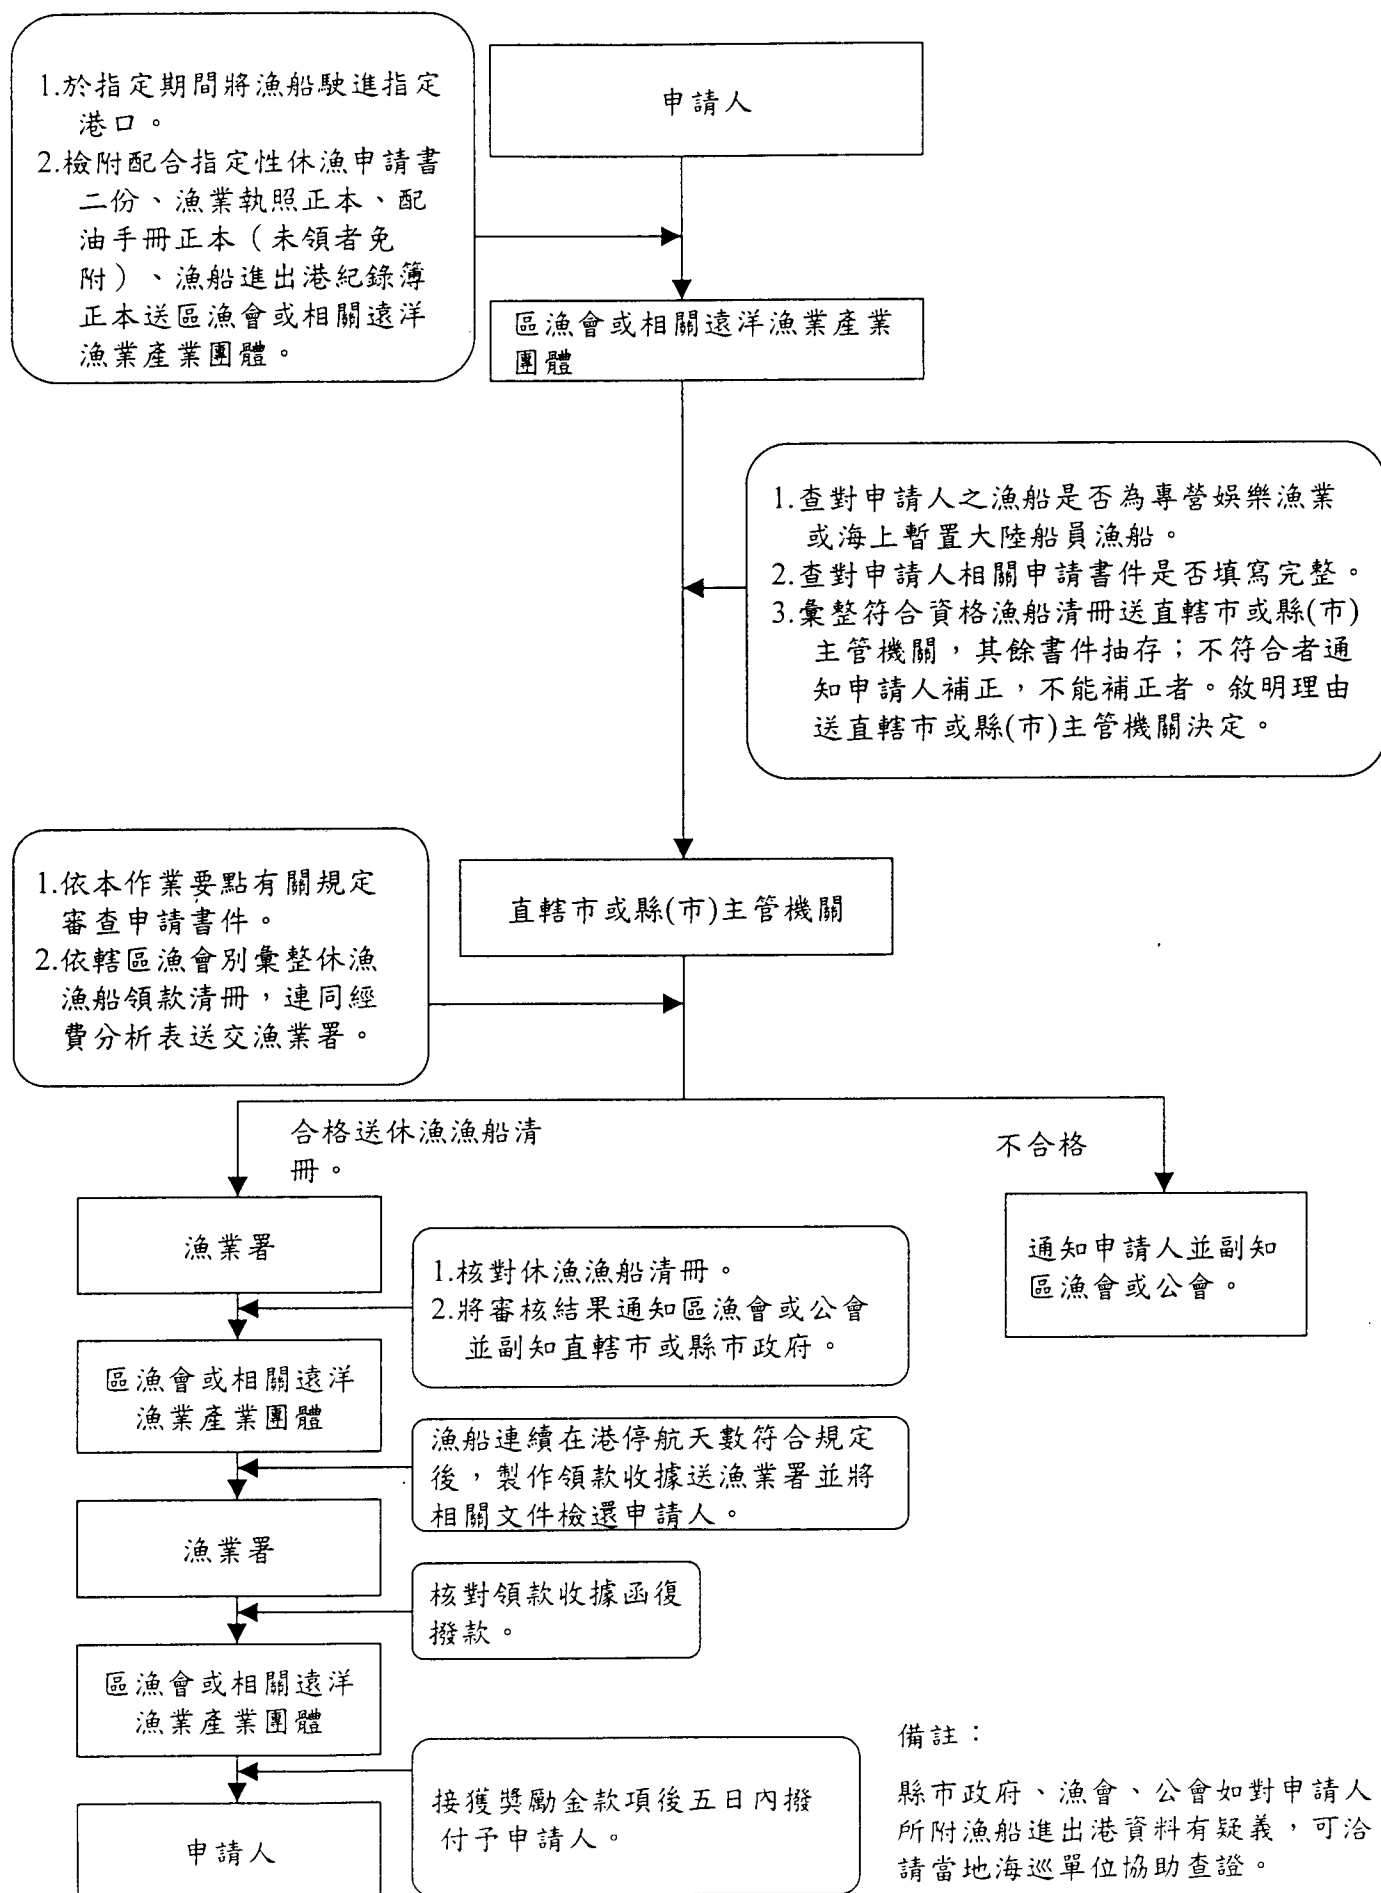 申請人
1.於指定期間將漁船駛進指定
港口。
2.檢附配合指定性休漁申請書
二份、漁業執照正本、配
油手冊正本（未領者免
附）、漁船進出港紀錄簿
正本送區漁會或相關遠洋
漁業產業團體。
區漁會或相關遠洋漁業產業
團體
1.查對申請人之漁船是否為專營娛樂漁業
或海上暫置大陸船員漁船。
2.查對申請人相關申請書件是否填寫完整。
3.彙整符合資格漁船清冊送直轄市或縣(市)
主管機關，其餘書件抽存；不符合者通
知申請人補正，不能補正者。敘明理由
送直轄市或縣(市)主管機關決定。
直轄市或縣(市)主管機關
1.依本作業要點有關規定
審查申請書件。
2.依轄區漁會別彙整休漁
漁船領款清冊，連同經
費分析表送交漁業署。
合格送休漁漁船清
冊。
不合格
漁業署
通知申請人並副知
區漁會或公會。
1.核對休漁漁船清冊。
2.將審核結果通知區漁會或公會
並副知直轄市或縣市政府。
區漁會或相關遠洋
漁業產業團體
漁船連續在港停航天數符合規定
後，製作領款收據送漁業署並將
相關文件檢還申請人。
漁業署
核對領款收據函復
撥款。
區漁會或相關遠洋
漁業產業團體
接獲獎勵金款項後五日內撥
付予申請人。
申請人
備註：
縣市政府、漁會、公會如對申請人
所附漁船進出港資料有疑義，可洽
請當地海巡單位協助查證。